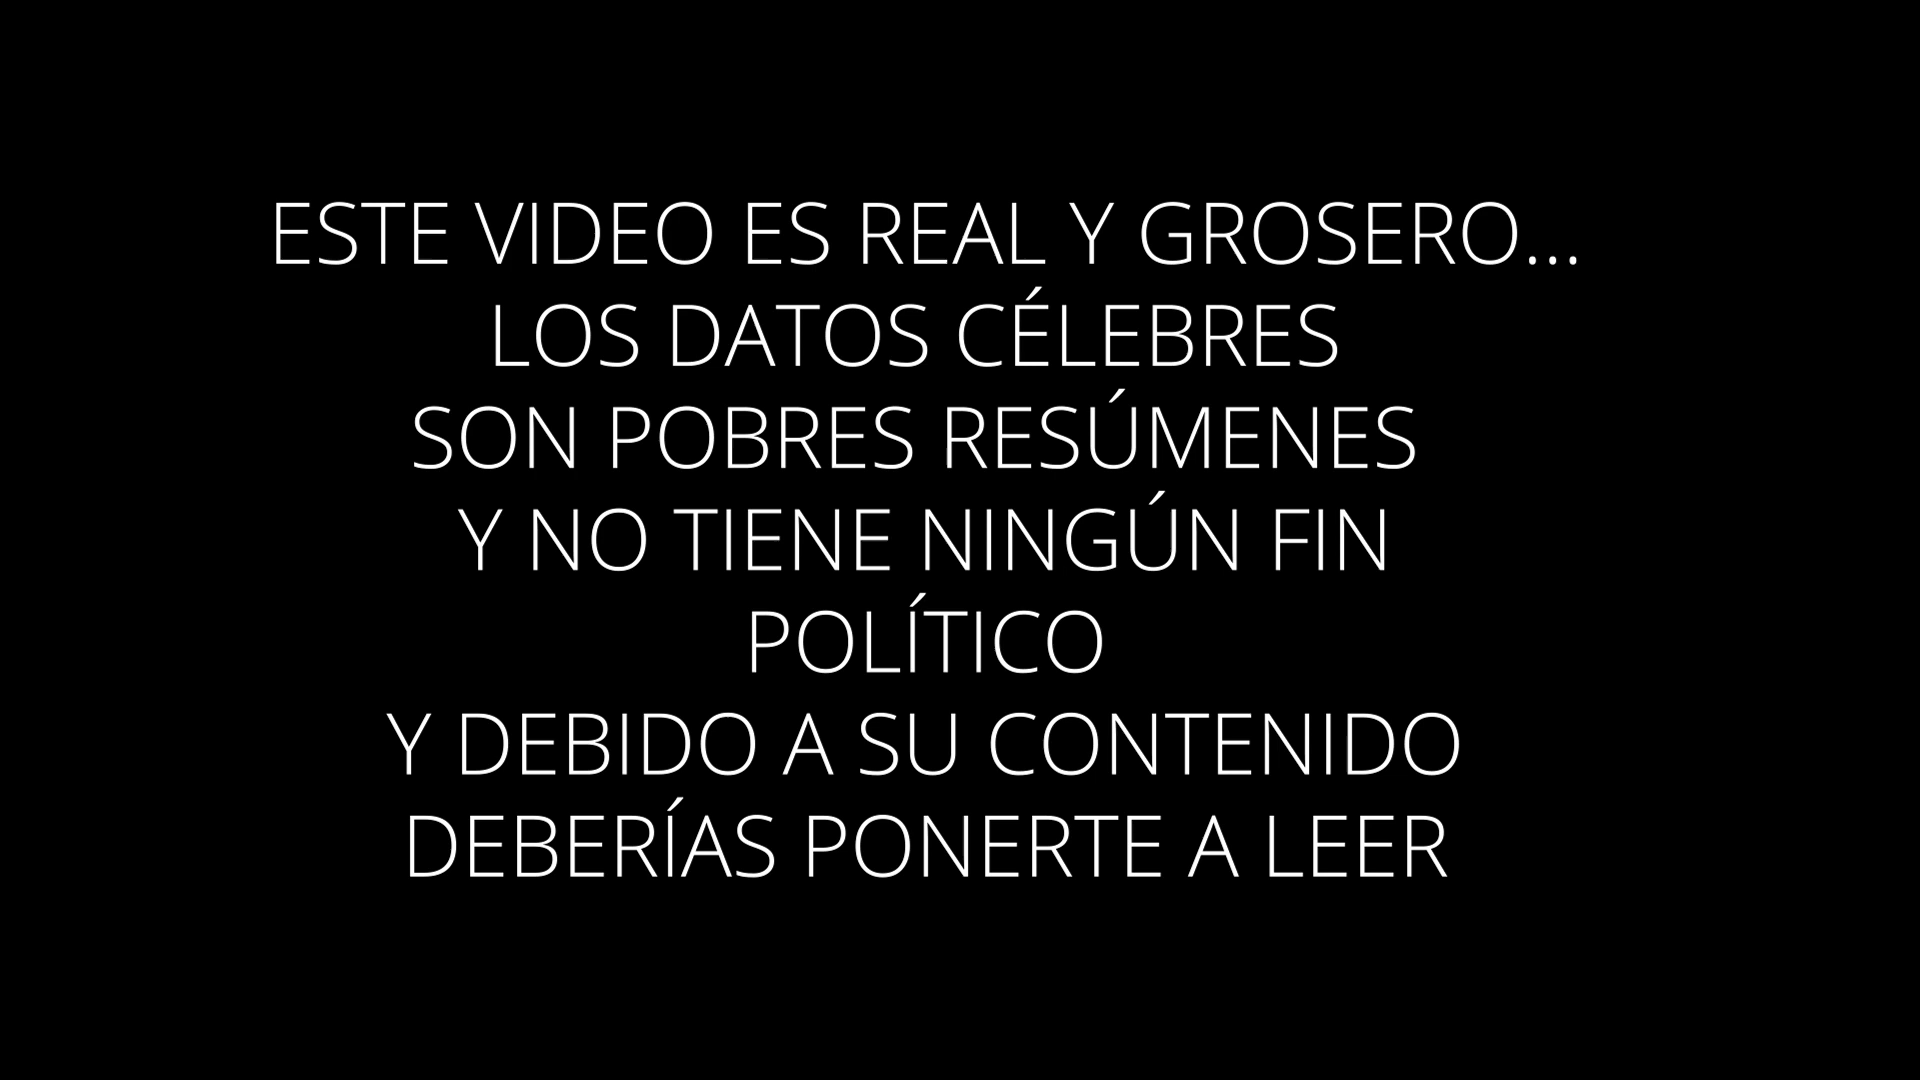 ESTE VIDEO ES REAL Y GROSERO...
LOS DATOS CÉLEBRES
SON POBRES RESÚMENES
Y NO TIENE NINGÚN FIN
POLÍTICO
Y DEBIDO A SU CONTENIDO
DEBERÍAS PONERTE A LEER